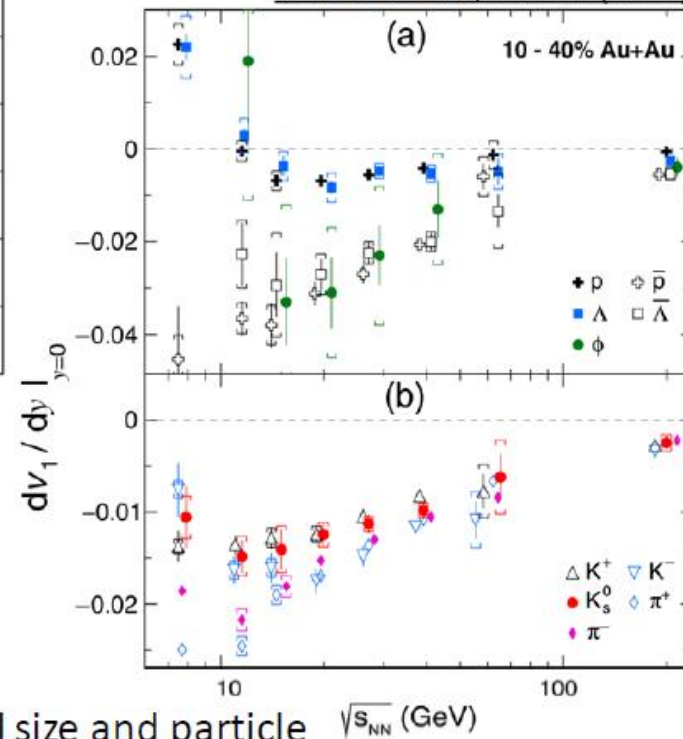 (a)
10 - 40% Au+Au
0.02
0
−0.02
−0.04
p p̄
Λ Λ̄
ϕ
dv₁ / dy |y=0
(b)
0
−0.01
−0.02
K⁺ K⁻
K⁰s π⁺
π⁻
10 100
√sNN (GeV)
size and particle